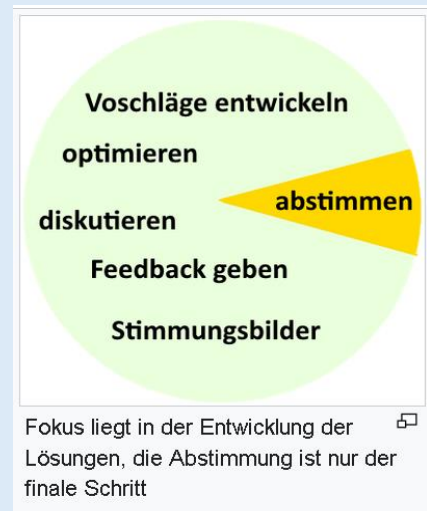 Voschläge entwickeln
optimieren
abstimmen
diskutieren
Feedback geben
Stimmungsbilder
Fokus liegt in der Entwicklung der
Lösungen, die Abstimmung ist nur der
finale Schritt